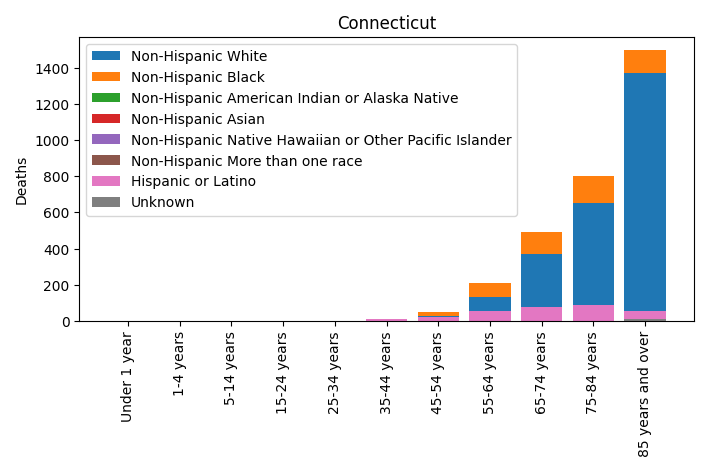 Connecticut
Non-Hispanic White
Non-Hispanic Black
Non-Hispanic American Indian or Alaska Native
Non-Hispanic Asian
Non-Hispanic Native Hawaiian or Other Pacific Islander
Non-Hispanic More than one race
Hispanic or Latino
Unknown
Deaths
1400
1200
1000
800
600
400
200
0
Under 1 year
1-4 years
5-14 years
15-24 years
25-34 years
35-44 years
45-54 years
55-64 years
65-74 years
75-84 years
85 years and over